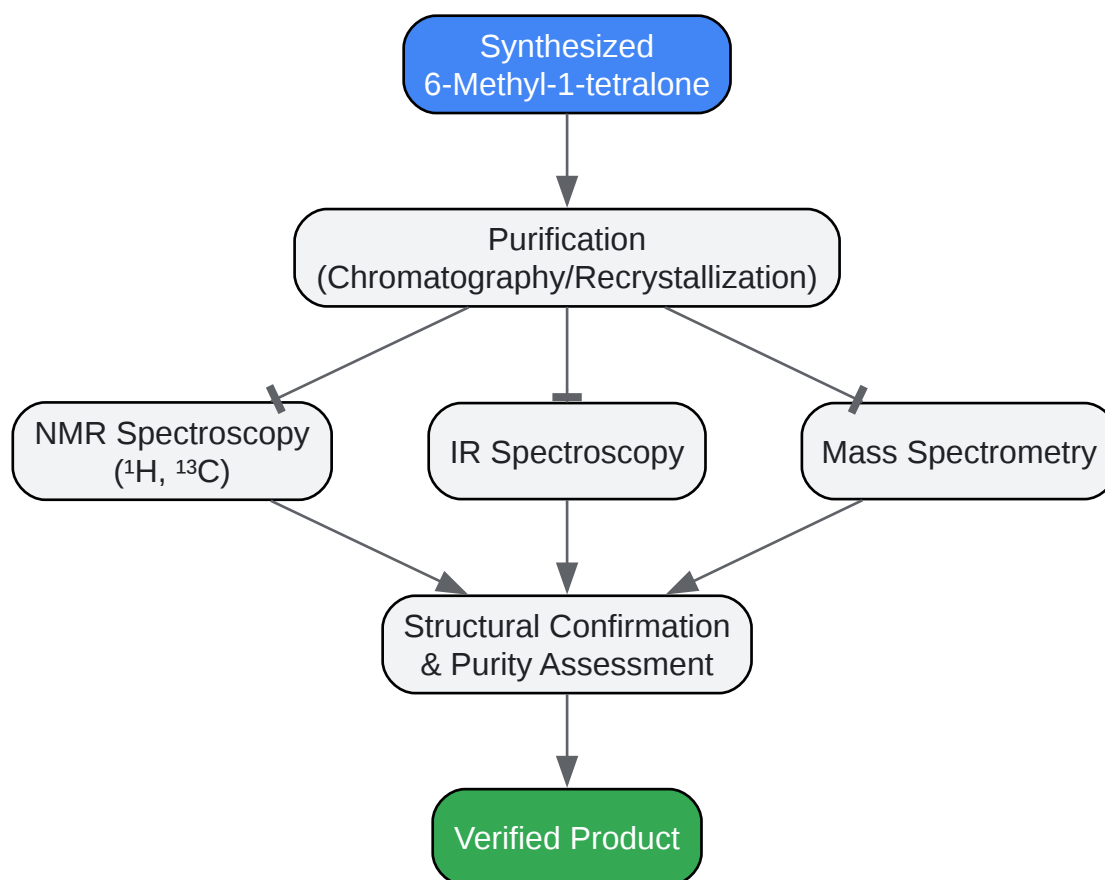 Synthesized
6-Methyl-1-tetralone
Purification
(Chromatography/Recrystallization)
NMR Spectroscopy
(¹H, ¹³C)
IR Spectroscopy
Mass Spectrometry
Structural Confirmation
& Purity Assessment
Verified Product